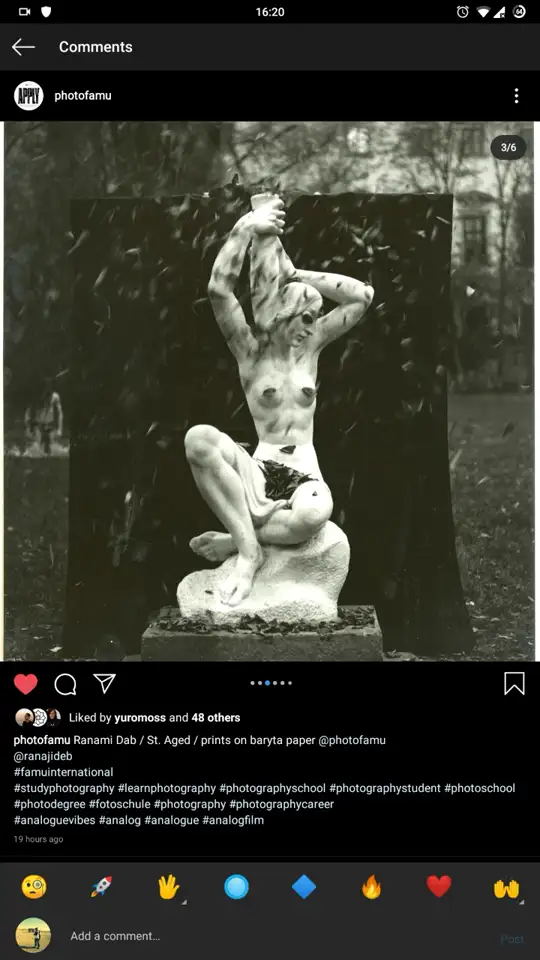 16:20
64
Comments
APPLY
photofamu
3/6
Liked by yuromoss and 48 others
photofamu Ranami Dab / St. Aged / prints on baryta paper @photofamu
@ranajideb
#famuinternational
#studyphotography #learnphotography #photographyschool #photographystudent #photoschool
#photodegree #fotoschule #photography #photographycareer
#analoguevibes #analog #analogue #analogfilm
19 hours ago
Add a comment...
Post